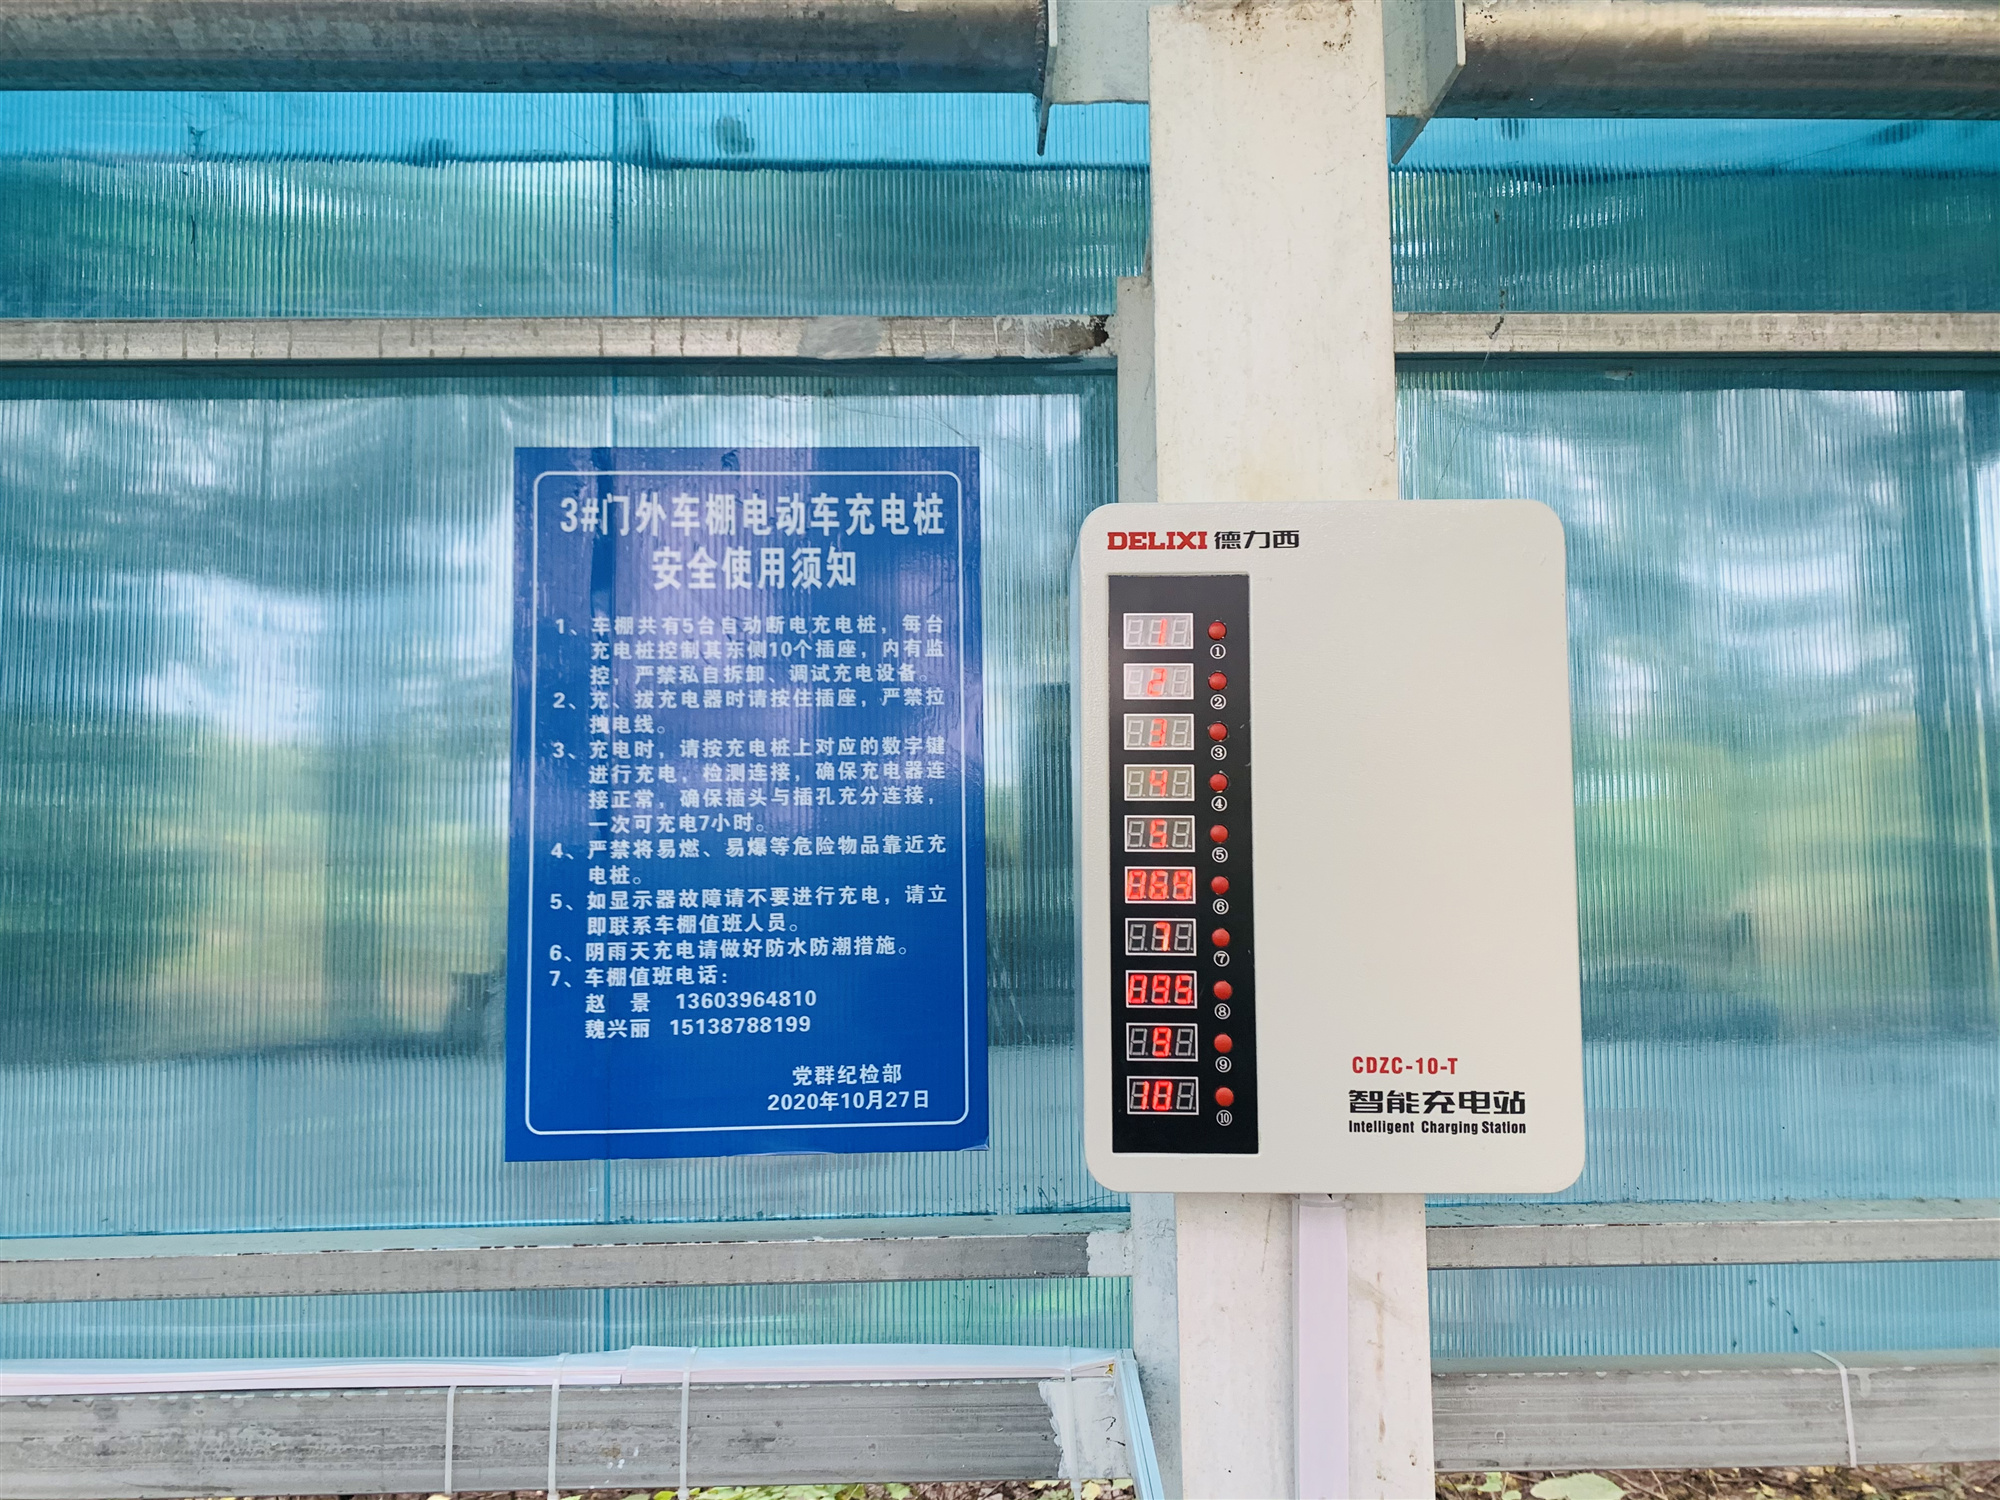 3#门外车棚电动车充电桩
安全使用须知
1、车棚共有5台自动断电充电桩，每台
充电桩控制其东侧10个插座，内有监
控，严禁私自拆卸、调试充电设备。
2、充、拔充电器时请按住插座，严禁拉
拽电线。
3、充电时，请按充电桩上对应的数字键
进行充电，检测连接，确保充电器连
接正常，确保插头与插孔充分连接，
一次可充电7小时。
4、严禁将易燃、易爆等危险物品靠近充
电桩。
5、如显示器故障请不要进行充电，请立
即联系车棚值班人员。
6、阴雨天充电请做好防水防潮措施。
7、车棚值班电话：
赵 景 13603964810
魏兴丽 15138788199
党群纪检部
2020年10月27日
DELIXI 德力西
1
①
2
②
3
③
4
④
5
⑤
⑥
7
⑦
⑧
9
⑨
10
⑩
CDZC-10-T
智能充电站
Intelligent Charging Station